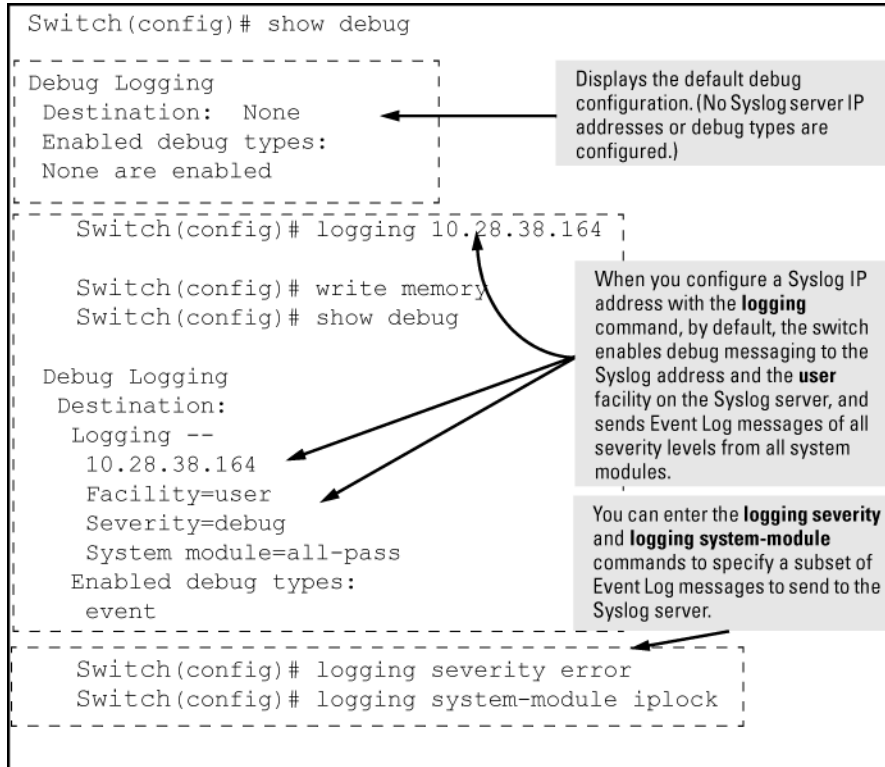 Switch(config)# show debug
Debug Logging
Destination: None
Enabled debug types:
None are enabled
Displays the default debug
configuration. (No Syslog server IP
addresses or debug types are
configured.)
Switch(config)# logging 10.28.38.164
Switch(config)# write memory
Switch(config)# show debug
Debug Logging
Destination:
Logging --
10.28.38.164
Facility=user
Severity=debug
System module=all-pass
Enabled debug types:
event
When you configure a Syslog IP
address with the logging
command, by default, the switch
enables debug messaging to the
Syslog address and the user
facility on the Syslog server, and
sends Event Log messages of all
severity levels from all system
modules.
You can enter the logging severity
and logging system-module
commands to specify a subset of
Event Log messages to send to the
Syslog server.
Switch(config)# logging severity error
Switch(config)# logging system-module iplock